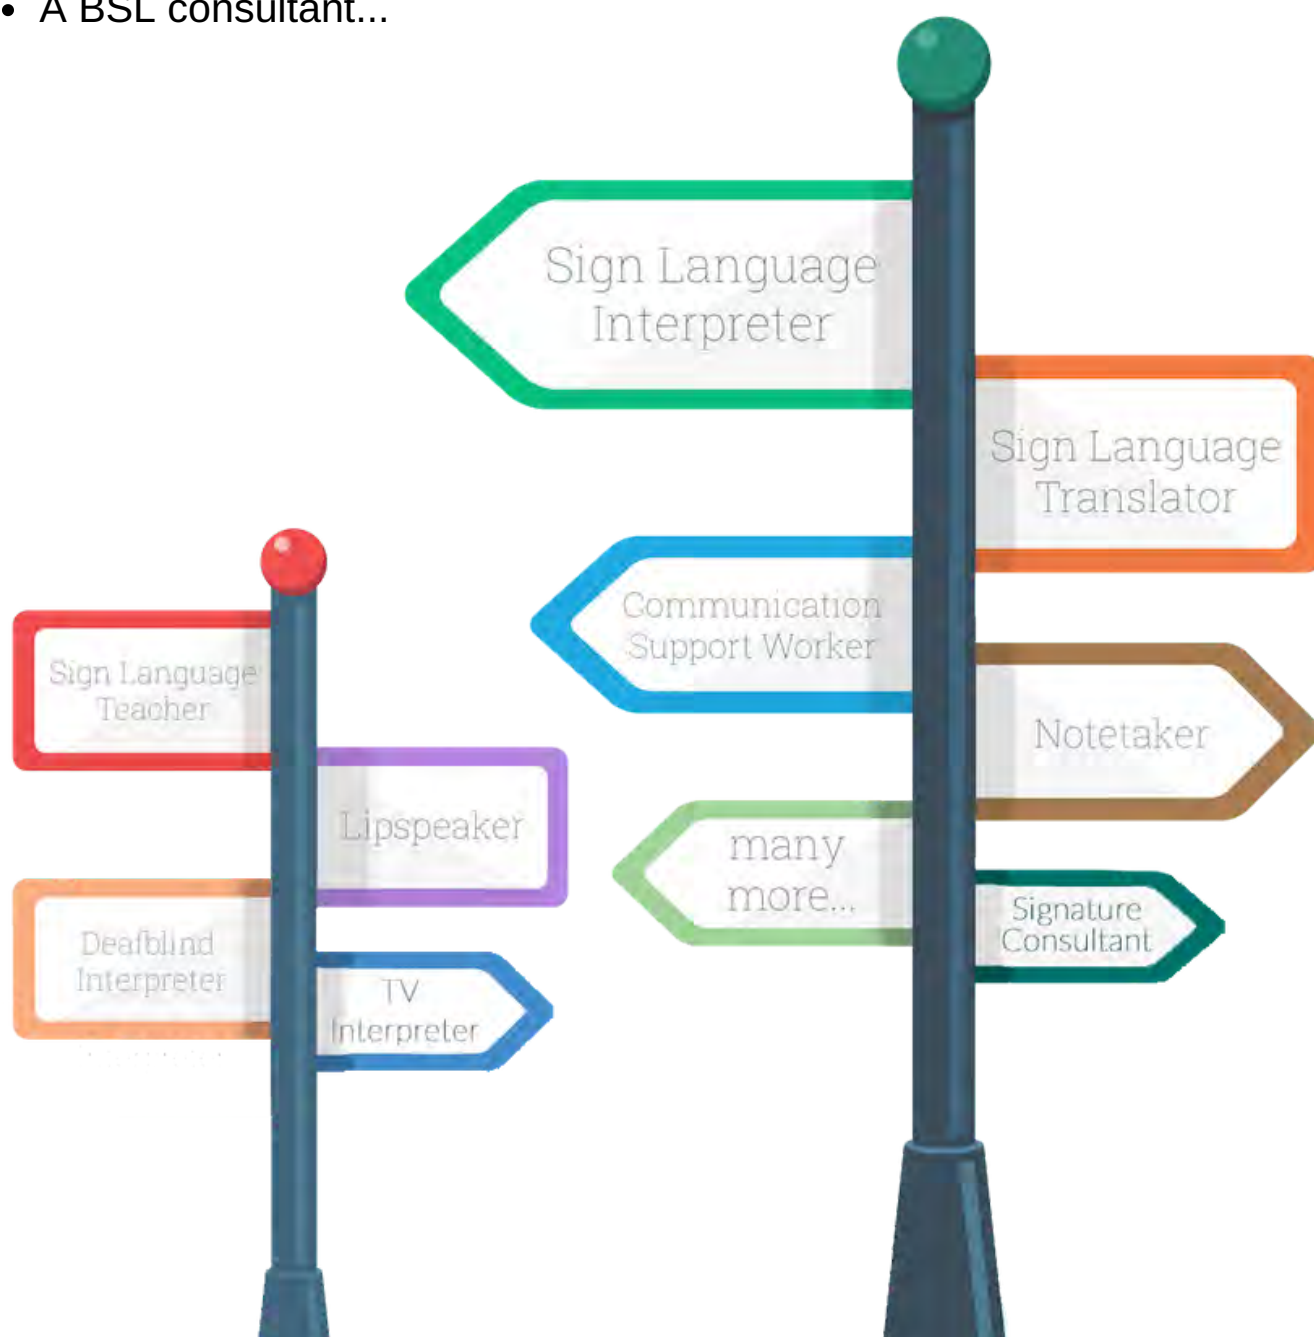 • A BSL consultant...
Sign Language
Interpreter
Sign Language
Translator
Communication
Support Worker
Notetaker
many
more...
Signature
Consultant
Sign Language
Teacher
Lipspeaker
Deafblind
Interpreter
TV
Interpreter